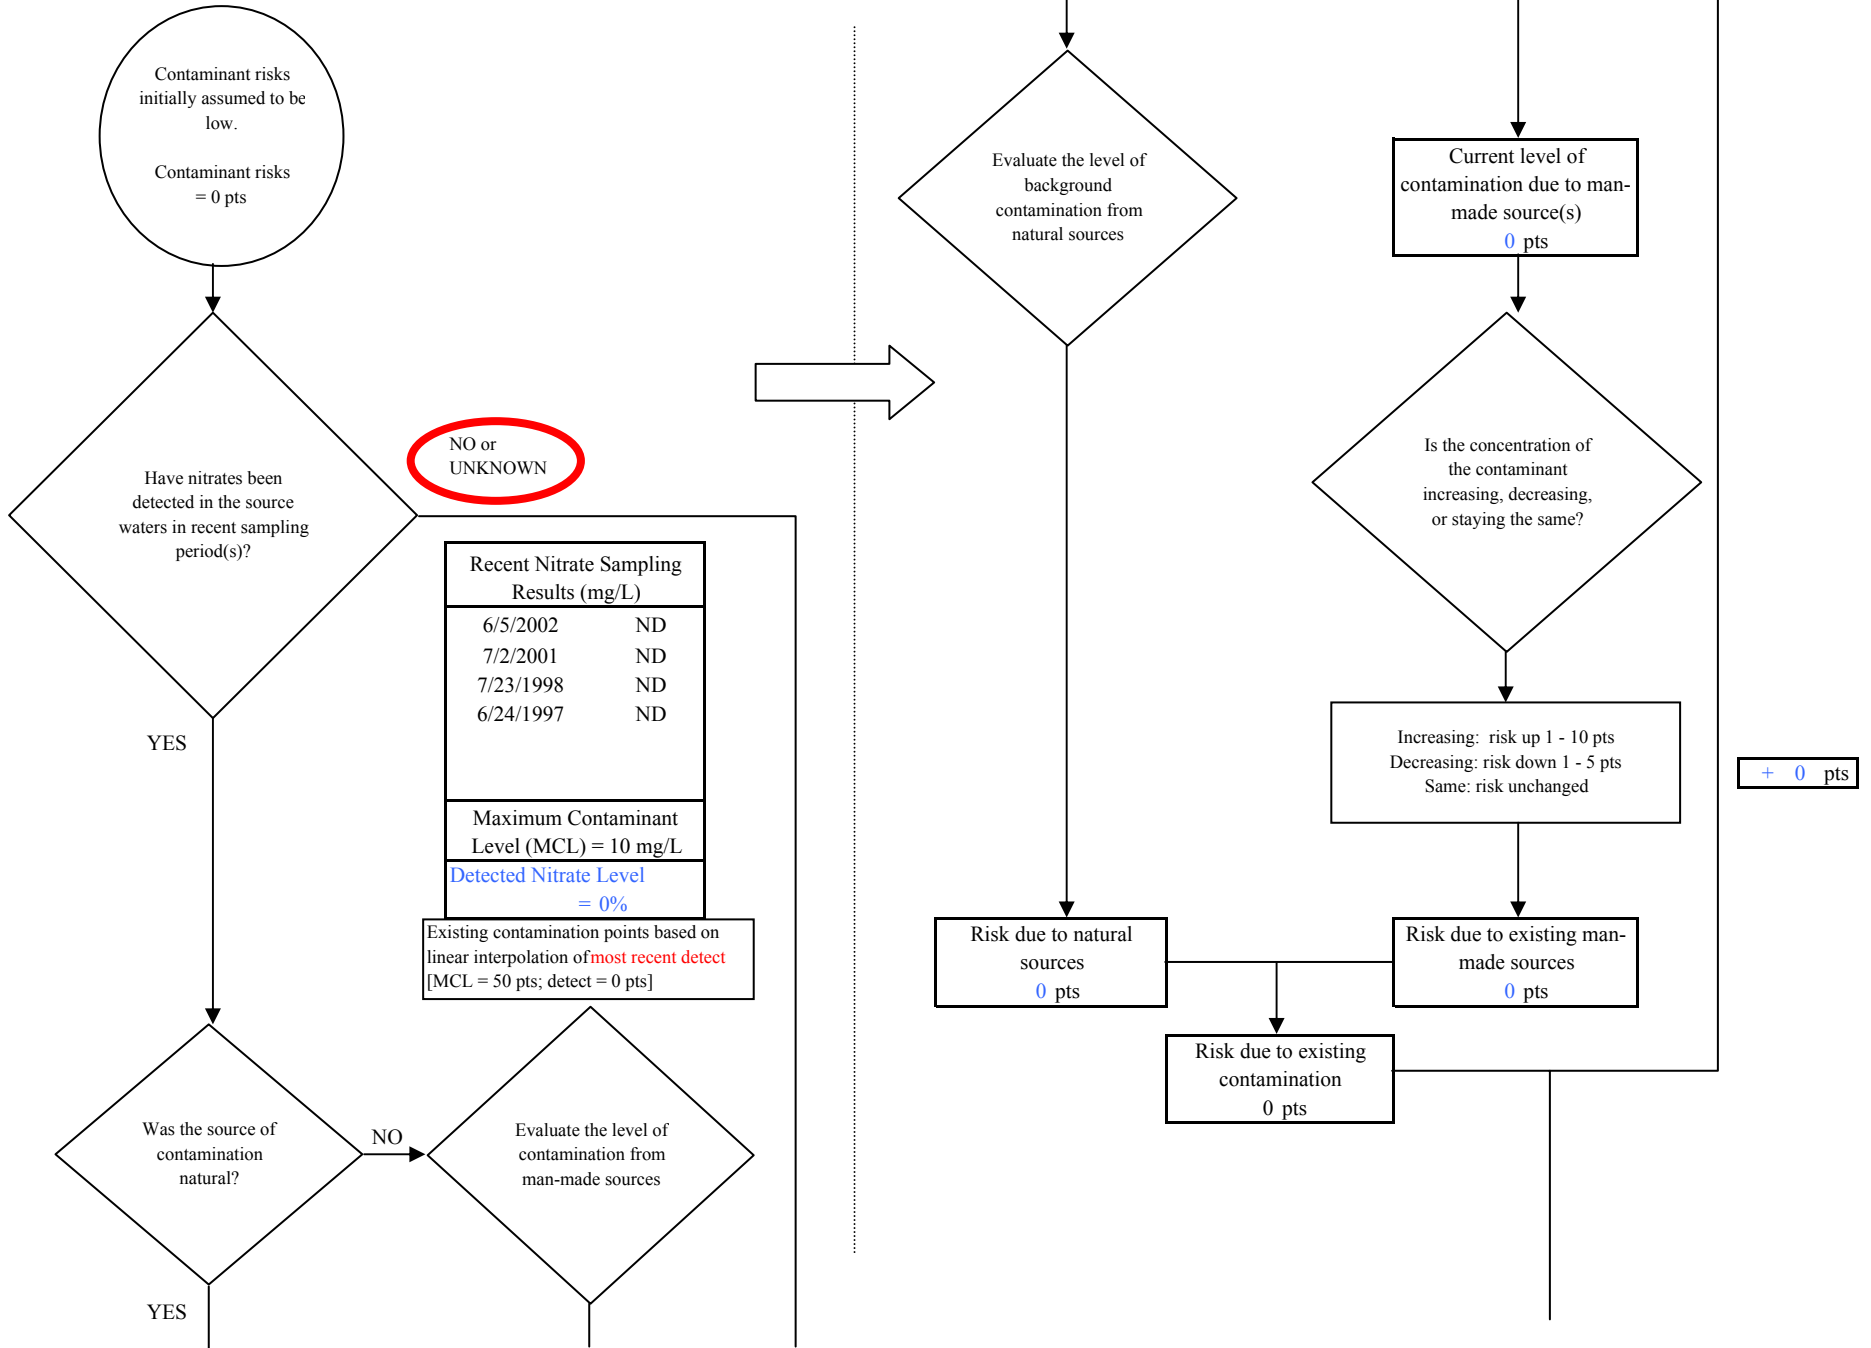 Contaminant risks
initially assumed to be
low.
Contaminant risks
= 0 pts
Have nitrates been
detected in the source
waters in recent sampling
period(s)?
NO or
UNKNOWN
YES
Recent Nitrate Sampling
Results (mg/L)
6/5/2002 ND
7/2/2001 ND
7/23/1998 ND
6/24/1997 ND
Maximum Contaminant
Level (MCL) = 10 mg/L
Detected Nitrate Level
= 0%
Existing contamination points based on
linear interpolation of most recent detect
[MCL = 50 pts; detect = 0 pts]
Was the source of
contamination
natural?
NO
YES
Evaluate the level of
contamination from
man-made sources
Evaluate the level of
background
contamination from
natural sources
Current level of
contamination due to man-
made source(s)
0 pts
Is the concentration of
the contaminant
increasing, decreasing,
or staying the same?
Increasing: risk up 1 - 10 pts
Decreasing: risk down 1 - 5 pts
Same: risk unchanged
+ 0 pts
Risk due to natural
sources
0 pts
Risk due to existing man-
made sources
0 pts
Risk due to existing
contamination
0 pts